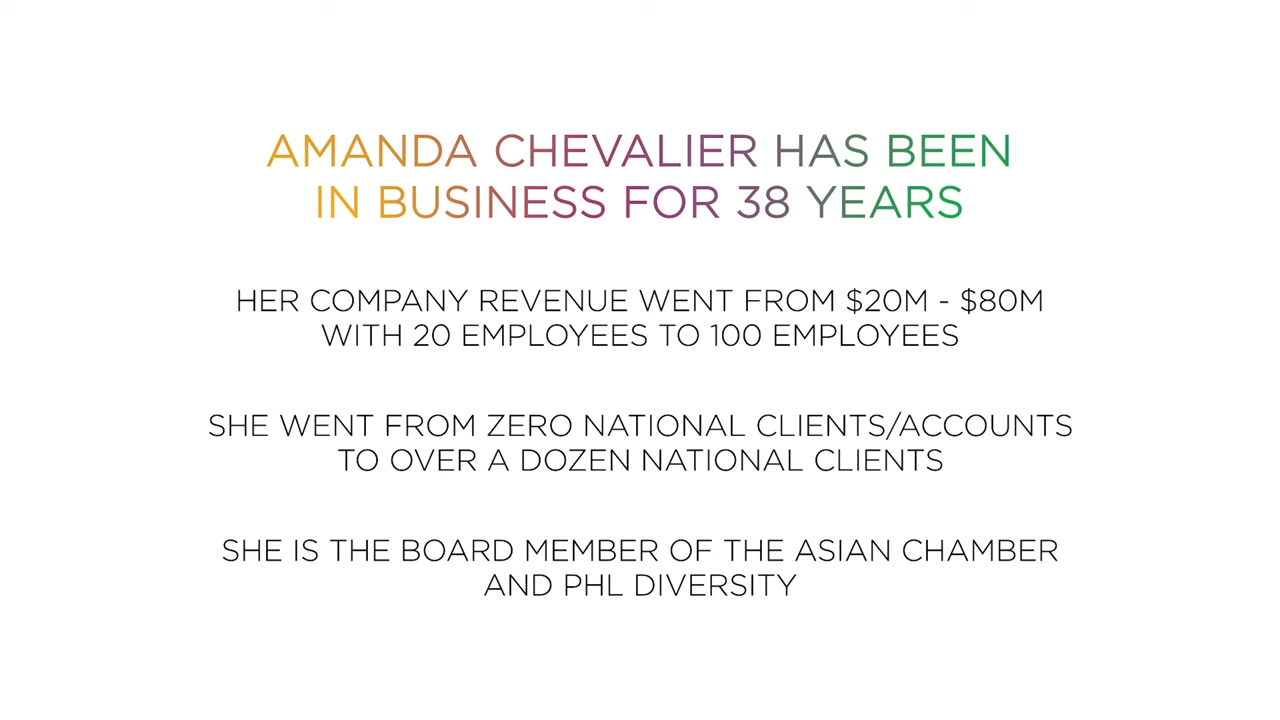 AMANDA CHEVALIER HAS BEEN
IN BUSINESS FOR 38 YEARS
HER COMPANY REVENUE WENT FROM $20M - $80M
WITH 20 EMPLOYEES TO 100 EMPLOYEES
SHE WENT FROM ZERO NATIONAL CLIENTS/ACCOUNTS
TO OVER A DOZEN NATIONAL CLIENTS
SHE IS THE BOARD MEMBER OF THE ASIAN CHAMBER
AND PHL DIVERSITY